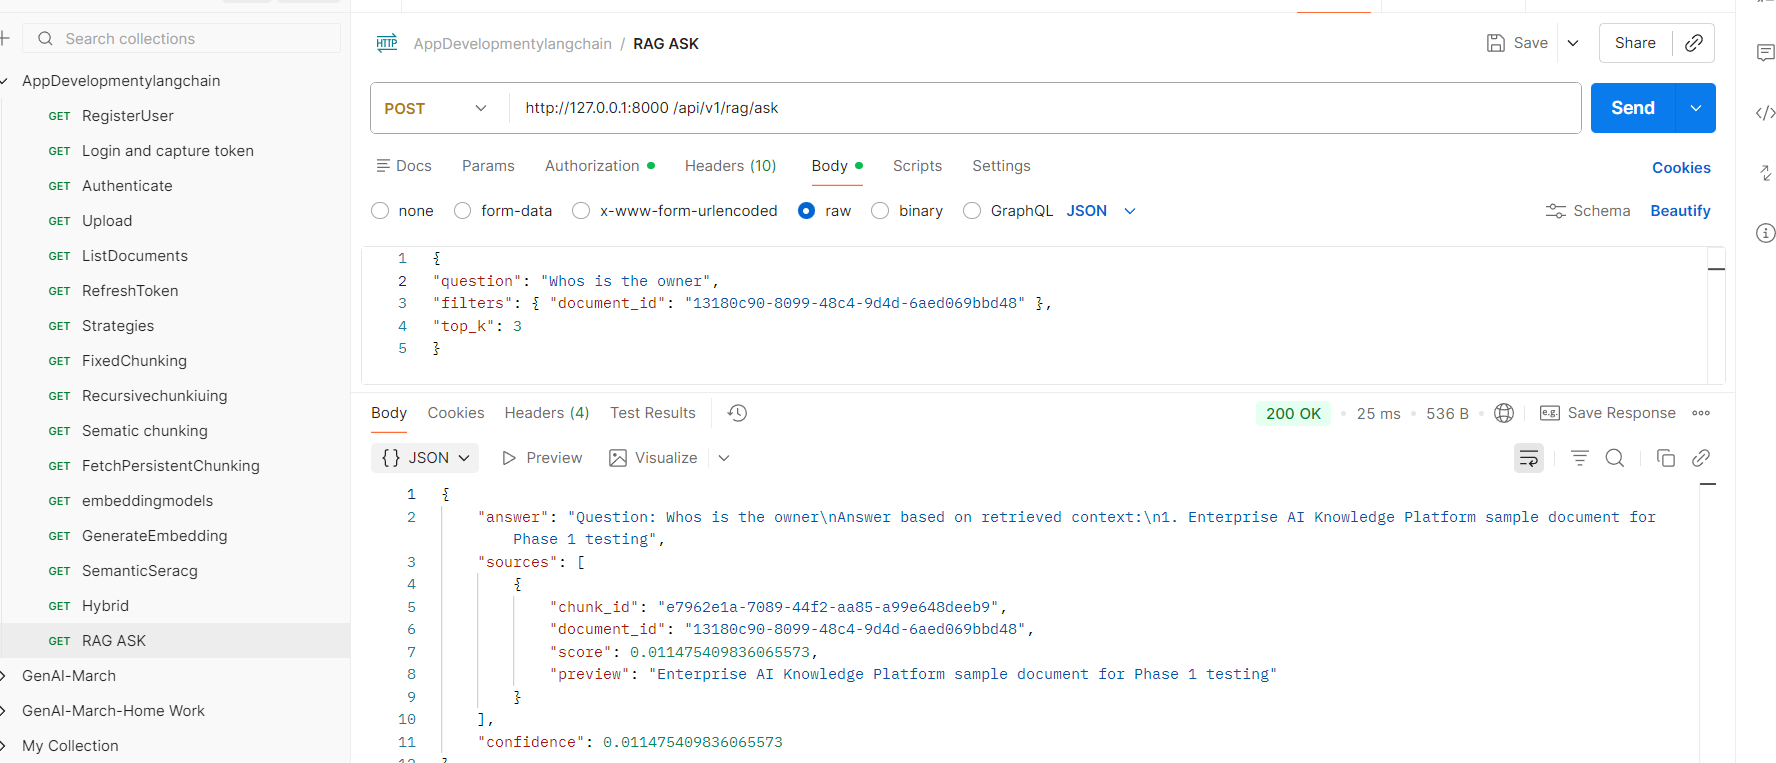 Search collections
AppDevelopmentylangchain
GET RegisterUser
GET Login and capture token
GET Authenticate
GET Upload
GET ListDocuments
GET RefreshToken
GET Strategies
GET FixedChunking
GET Recursivechunkiuing
GET Sematic chunking
GET FetchPersistentChunking
GET embeddingmodels
GET GenerateEmbedding
GET SemanticSeracg
GET Hybrid
GET RAG ASK
GenAI-March
GenAI-March-Home Work
My Collection
HTTP AppDevelopmentylangchain / RAG ASK
Save
Share
POST http://127.0.0.1:8000 /api/v1/rag/ask
Send
Docs Params Authorization Headers (10) Body Scripts Settings
Cookies
none form-data x-www-form-urlencoded raw binary GraphQL JSON
Schema Beautify
1 {
2 "question": "Whos is the owner",
3 "filters": { "document_id": "13180c90-8099-48c4-9d4d-6aed069bbd48" },
4 "top_k": 3
5 }
Body Cookies Headers (4) Test Results
200 OK • 25 ms • 536 B • e.g. Save Response
{} JSON Preview Visualize
1 {
2 "answer": "Question: Whos is the owner\nAnswer based on retrieved context:\n1. Enterprise AI Knowledge Platform sample document for
Phase 1 testing",
3 "sources": [
4 {
5 "chunk_id": "e7962e1a-7089-44f2-aa85-a99e648deeb9",
6 "document_id": "13180c90-8099-48c4-9d4d-6aed069bbd48",
7 "score": 0.011475409836065573,
8 "preview": "Enterprise AI Knowledge Platform sample document for Phase 1 testing"
9 }
10 ],
11 "confidence": 0.011475409836065573